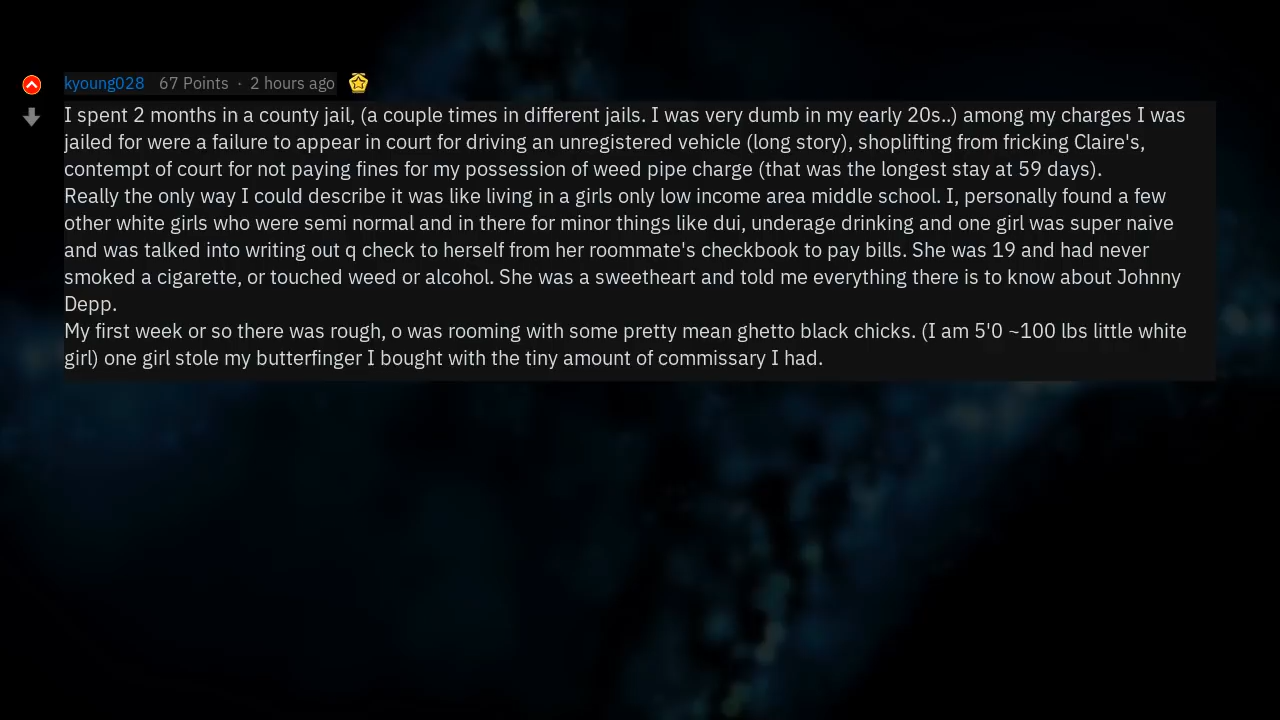 kyoung028 67 Points · 2 hours ago
I spent 2 months in a county jail, (a couple times in different jails. I was very dumb in my early 20s..) among my charges I was
jailed for were a failure to appear in court for driving an unregistered vehicle (long story), shoplifting from fricking Claire's,
contempt of court for not paying fines for my possession of weed pipe charge (that was the longest stay at 59 days).
Really the only way I could describe it was like living in a girls only low income area middle school. I, personally found a few
other white girls who were semi normal and in there for minor things like dui, underage drinking and one girl was super naive
and was talked into writing out q check to herself from her roommate's checkbook to pay bills. She was 19 and had never
smoked a cigarette, or touched weed or alcohol. She was a sweetheart and told me everything there is to know about Johnny
Depp.
My first week or so there was rough, o was rooming with some pretty mean ghetto black chicks. (I am 5'0 ~100 lbs little white
girl) one girl stole my butterfinger I bought with the tiny amount of commissary I had.